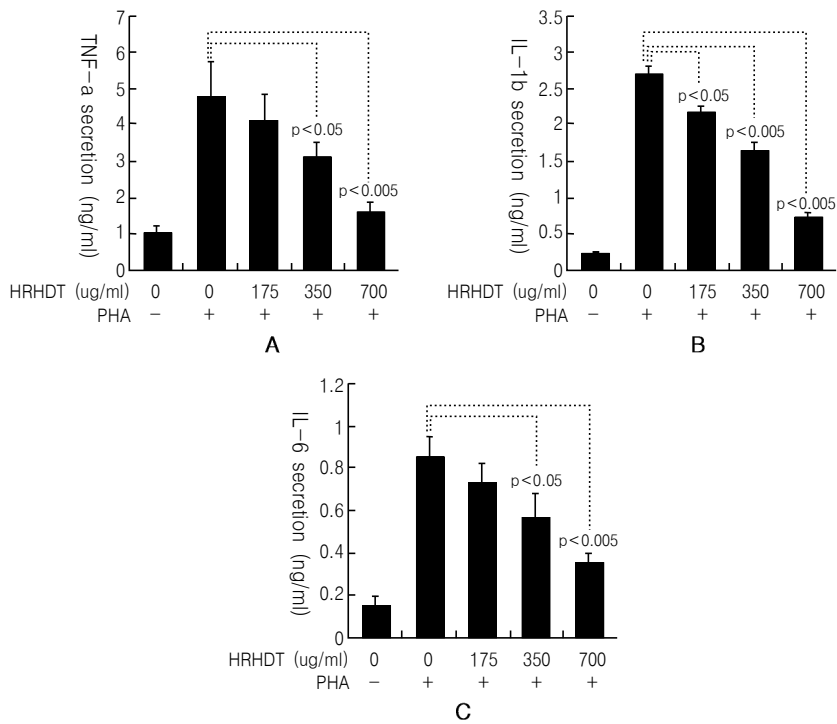 TNF-a secretion (ng/ml)
7
6
5
4
3
2
1
0
p<0.05
p<0.005
HRHDT (ug/ml) 0 0 175 350 700
PHA − + + + +
A
IL-1b secretion (ng/ml)
3.5
3
2.5
2
1.5
1
0.5
0
p<0.05
p<0.005
p<0.005
HRHDT (ug/ml) 0 0 175 350 700
PHA − + + + +
B
IL-6 secretion (ng/ml)
1.2
1
0.8
0.6
0.4
0.2
0
p<0.05
p<0.005
HRHDT (ug/ml) 0 0 175 350 700
PHA − + + + +
C